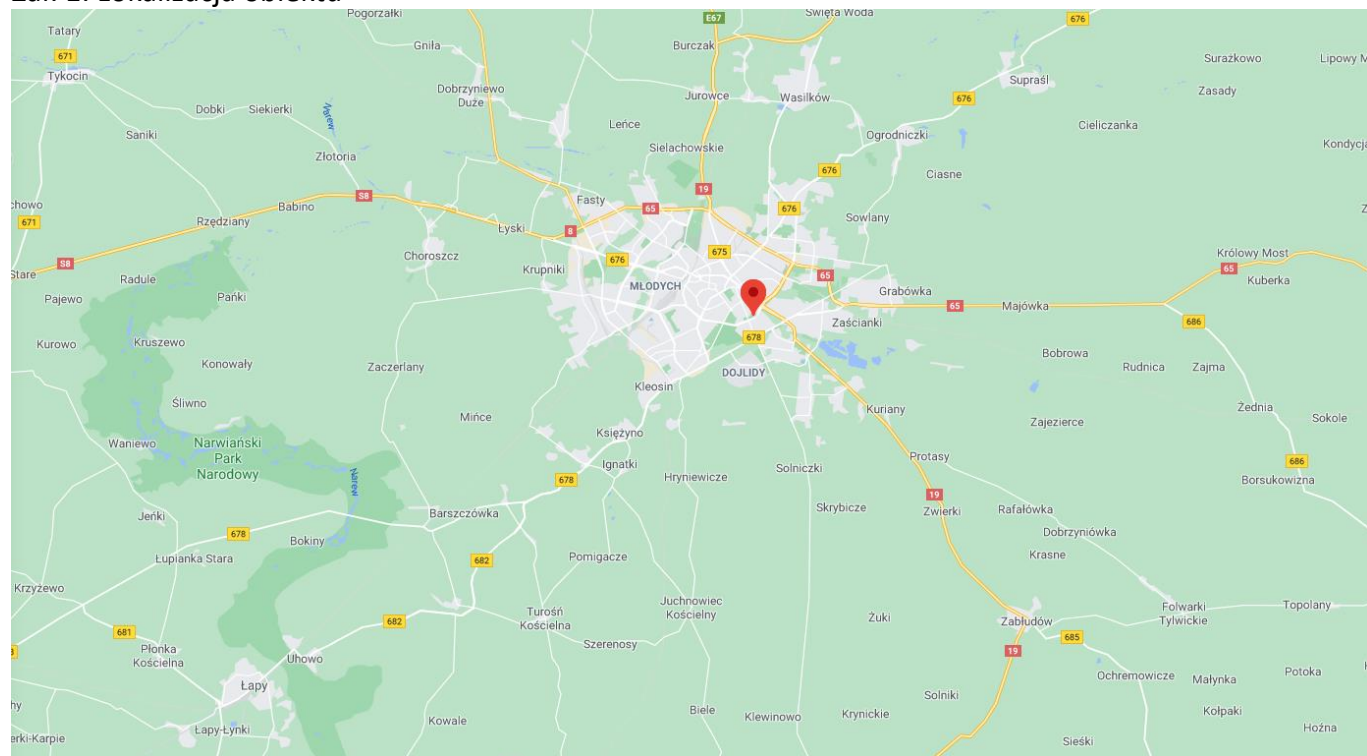 Pogorzałki
Święta Woda
E67
676
Tatary
Gniła
Burczak
671
Surażkowo
Tykocin
Supraśl
Dobrzyniewo
Duże
Jurowce
Wasilków
Zasady
676
Dobki
Siekierki
Narew
Leńce
Cieliczanka
Saniki
Ogrodniczki
Złotoria
Sielachowskie
676
Ciasne
S8
19
Fasty
Babino
65
676
Sowlany
671
Rzędziany
Łyski
8
Choroszcz
675
Królowy Most
676
S8
Krupniki
65
65
Radule
Kuberka
Pańki
MŁODYCH
Grabówka
Pajewo
65
Majówka
Zaścianki
686
Kurowo
Kruszewo
678
Bobrowa
Konowały
Zaczerlany
Rudnica
Zajma
DOJLIDY
Kleosin
Śliwno
Kuriany
Żednia
Mińce
Sokole
Zajezierce
Waniewo
Narwiański
Park
Narodowy
Księżyno
Protasy
Ignatki
Solniczki
686
Narew
678
Hryniewicze
Borsukowizna
19
Skrybicze
Zwierki
Rafałówka
Jeńki
Barszczówka
678
Dobrzyniówka
Bokiny
Łupianka Stara
682
Pomigacze
Krasne
Krzyżewo
Juchnowiec
Kościelny
Turośń
Kościelna
Folwarki
Tylwickie
Topolany
682
Żuki
Zabłudów
681
685
Szerenosy
Płonka
Kościelna
19
Uhowo
Ochremowicze
Potoka
Małynka
Łapy
Solniki
Biele
Klewinowo
Krynickie
Kołpaki
Kowale
Łapy-Łynki
Hoźna
Sieśki